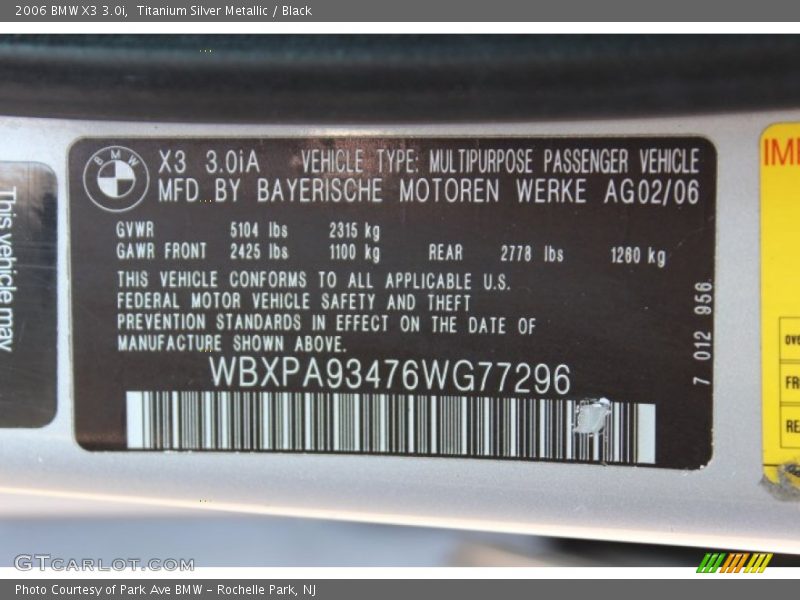 2006 BMW X3 3.0i, Titanium Silver Metallic / Black
This vehicle may
BMW
X3 3.0iA VEHICLE TYPE: MULTIPURPOSE PASSENGER VEHICLE
MFD. BY BAYERISCHE MOTOREN WERKE AG02/06
GVWR 5104 lbs 2315 kg
GAWR FRONT 2425 lbs 1100 kg REAR 2778 lbs 1260 kg
THIS VEHICLE CONFORMS TO ALL APPLICABLE U.S.
FEDERAL MOTOR VEHICLE SAFETY AND THEFT
PREVENTION STANDARDS IN EFFECT ON THE DATE OF
MANUFACTURE SHOWN ABOVE.
WBXPA93476WG77296
7 012 956
GTCARLOT.COM
Photo Courtesy of Park Ave BMW - Rochelle Park, NJ